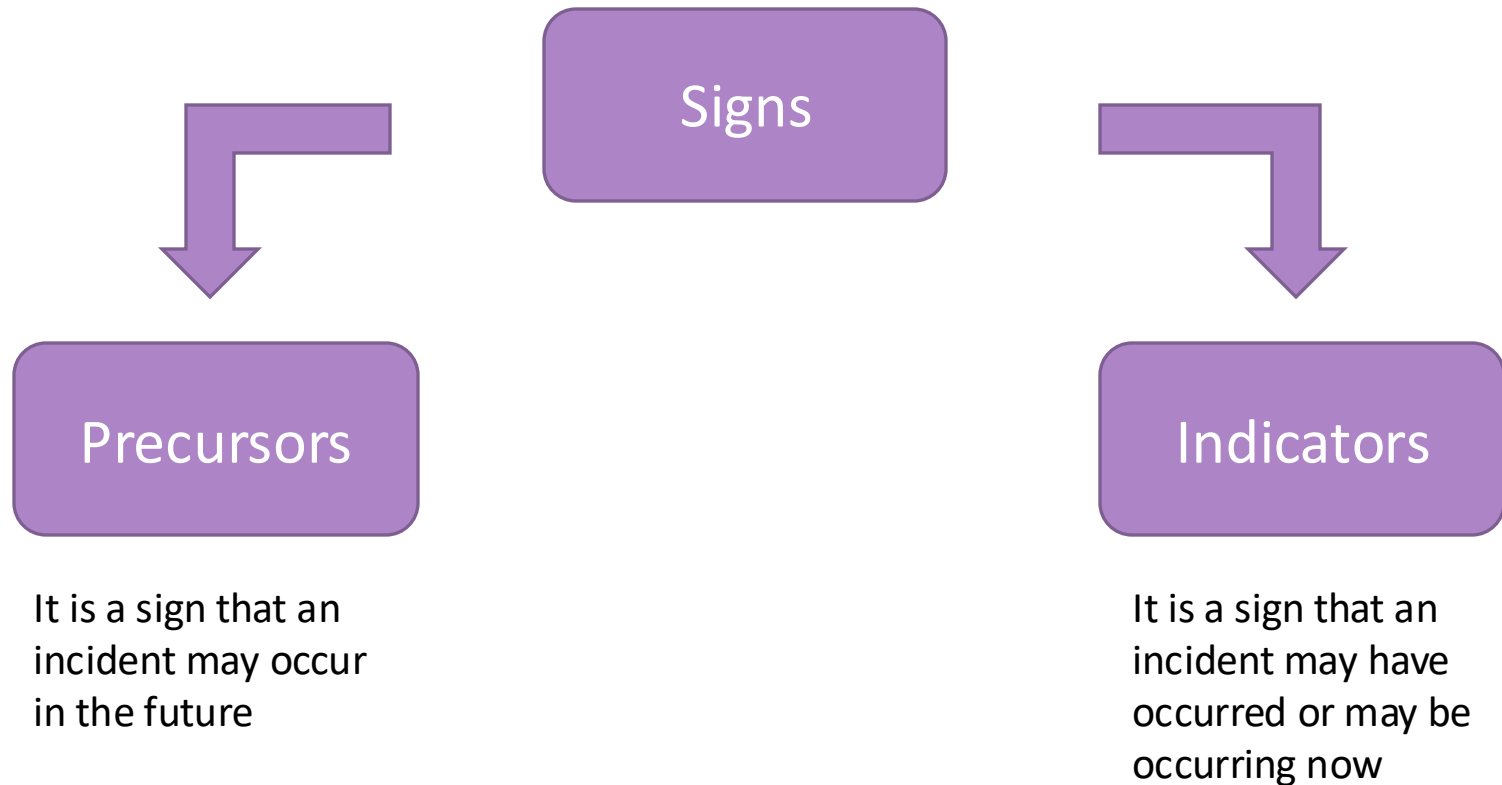 Signs
Precursors
Indicators
It is a sign that an
incident may occur
in the future
It is a sign that an
incident may have
occurred or may be
occurring now